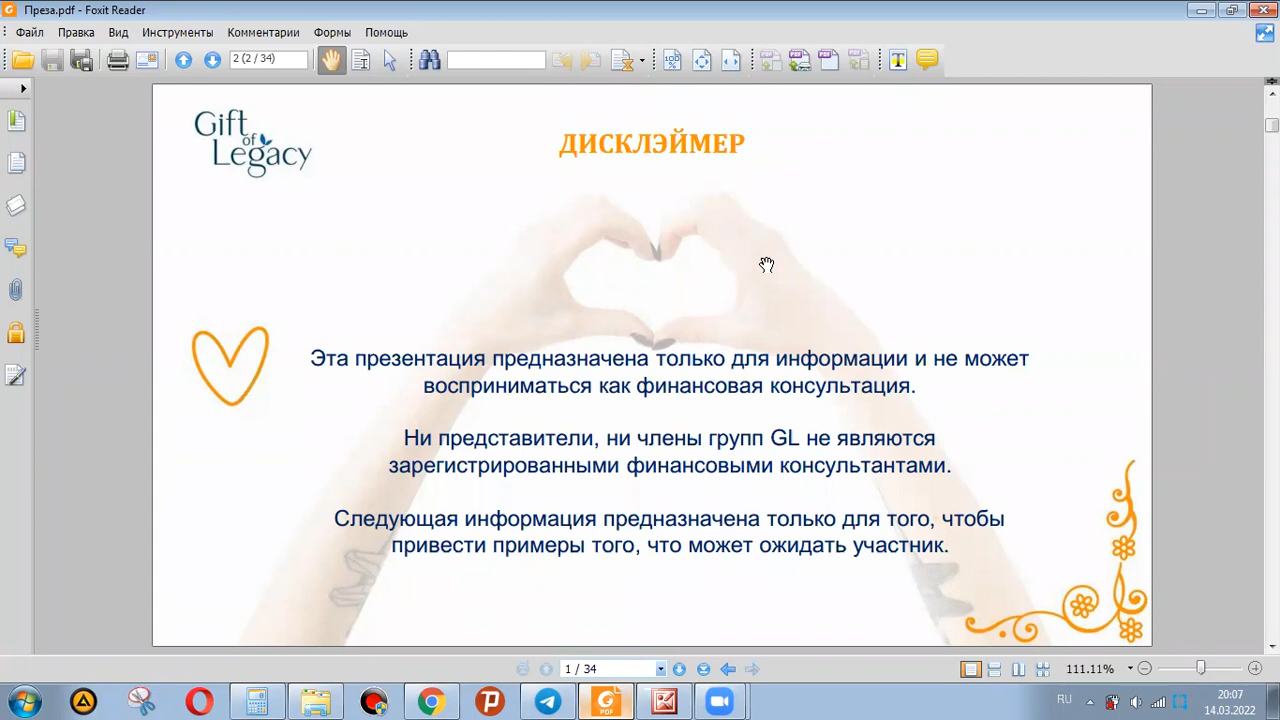 Преза.pdf - Foxit Reader
Файл Правка Вид Инструменты Комментарии Формы Помощь
2 (2 / 34)
Gift
of
Legacy
ДИСКЛЭЙМЕР
Эта презентация предназначена только для информации и не может
восприниматься как финансовая консультация.
Ни представители, ни члены групп GL не являются
зарегистрированными финансовыми консультантами.
Следующая информация предназначена только для того, чтобы
привести примеры того, что может ожидать участник.
1 / 34
111.11%
RU
20:07
14.03.2022